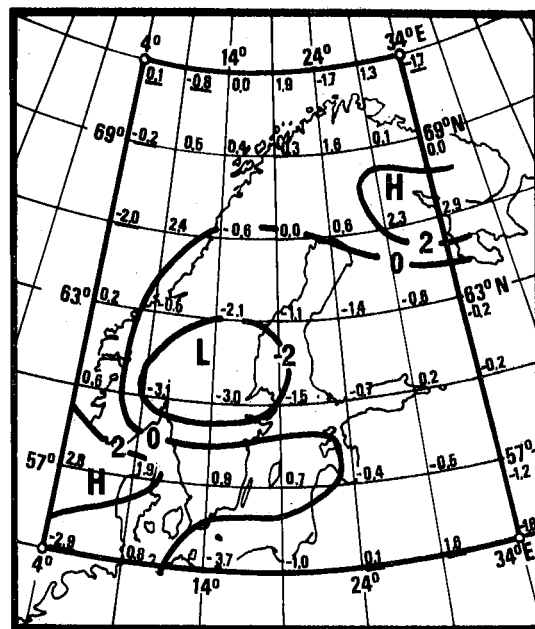 4° 14° 24° 34° E
0.1 -0.8 0.0 1.9 -1.7 1.3 -1.7
69° -0.2 0.5 0.4 -0.3 1.6 0.1 0.0 69° N
H
-2.0 2.4 -0.6 0.0 0.6 2.3 2.9
2
0
63° 0.2 -0.5 -2.1 -1.1 -1.4 -0.8 -0.2 63° N
L -2
0.6 -3.1 -3.0 -1.5 -0.7 0.2 -0.2
2 0
57° 2.8 1.9 0.9 0.7 -0.4 -0.5 -1.2 57°
H
-2.9 0.8 -3.7 -1.0 0.1 1.8
4° 14° 24° 34° E